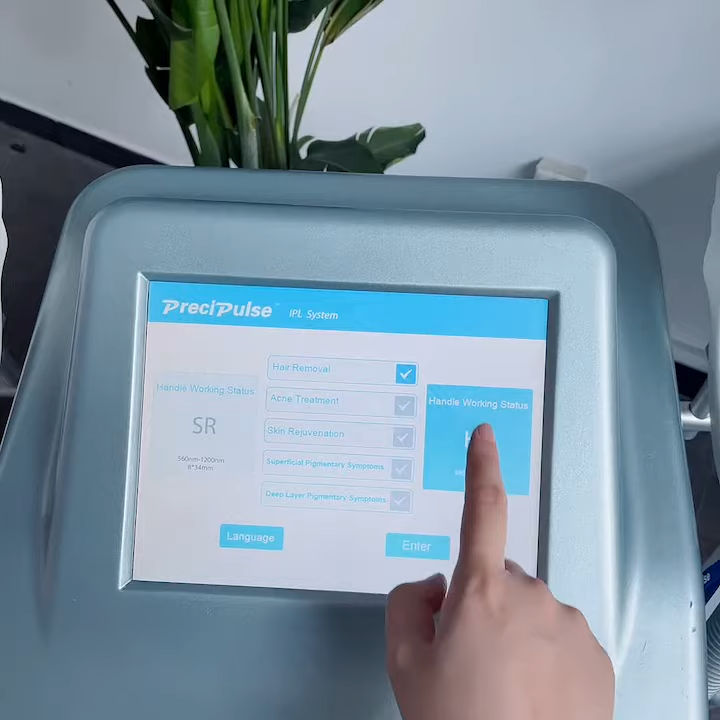 PreciPulse IPL System
Hair Removal
Handle Working Status
SR
560nm-1200nm
8*34mm
Acne Treatment
Skin Rejuvenation
Superficial Pigmentary Symptoms
Deep Layer Pigmentary Symptoms
Handle Working Status
Language
Enter